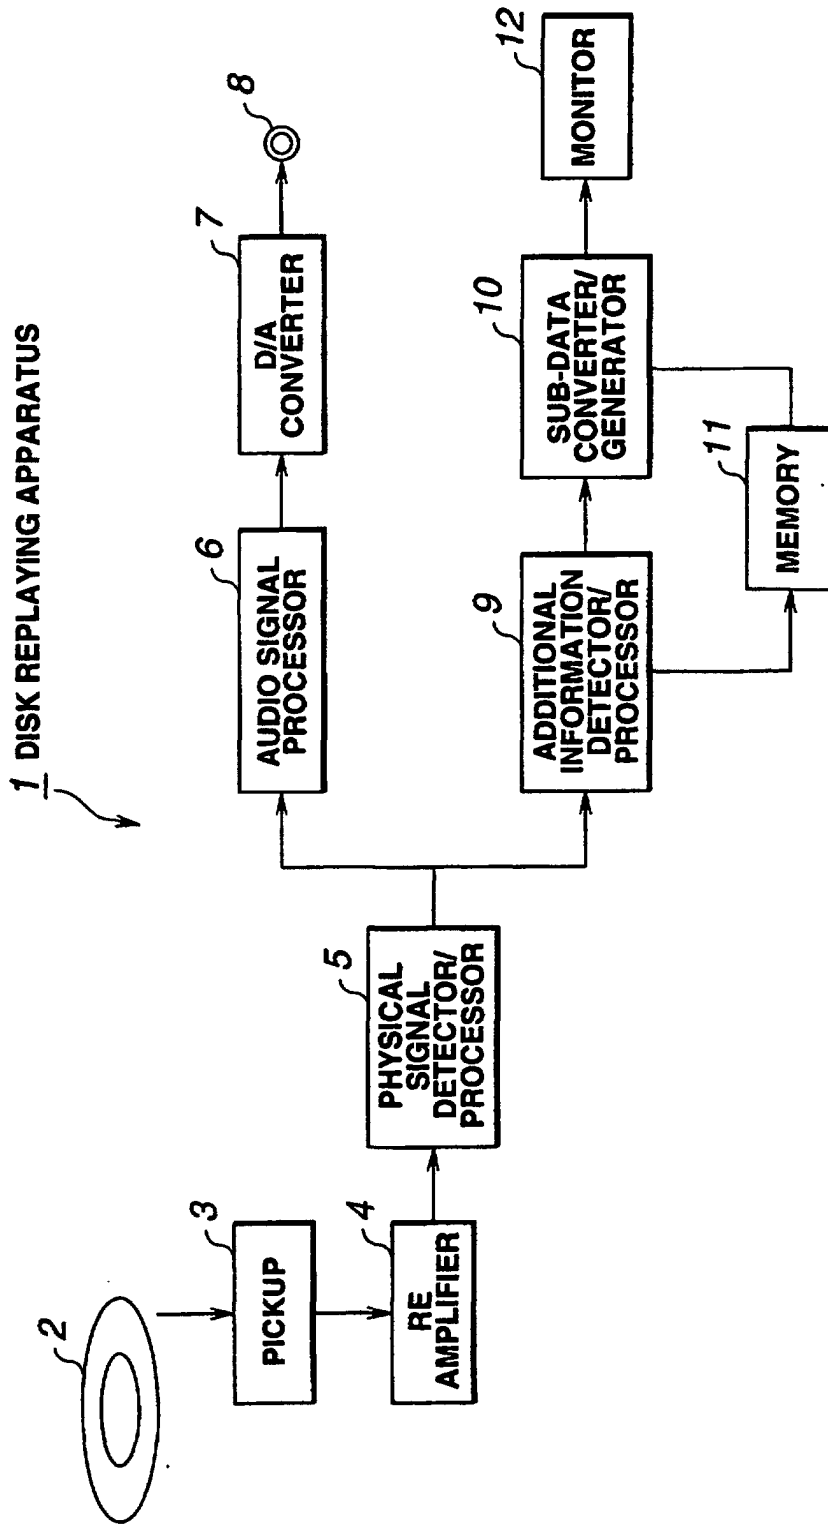 1 DISK REPLAYING APPARATUS
2
3
PICKUP
4
RE
AMPLIFIER
5
PHYSICAL
SIGNAL
DETECTOR/
PROCESSOR
6
AUDIO SIGNAL
PROCESSOR
7
D/A
CONVERTER
8
9
ADDITIONAL
INFORMATION
DETECTOR/
PROCESSOR
10
SUB-DATA
CONVERTER/
GENERATOR
11
MEMORY
12
MONITOR